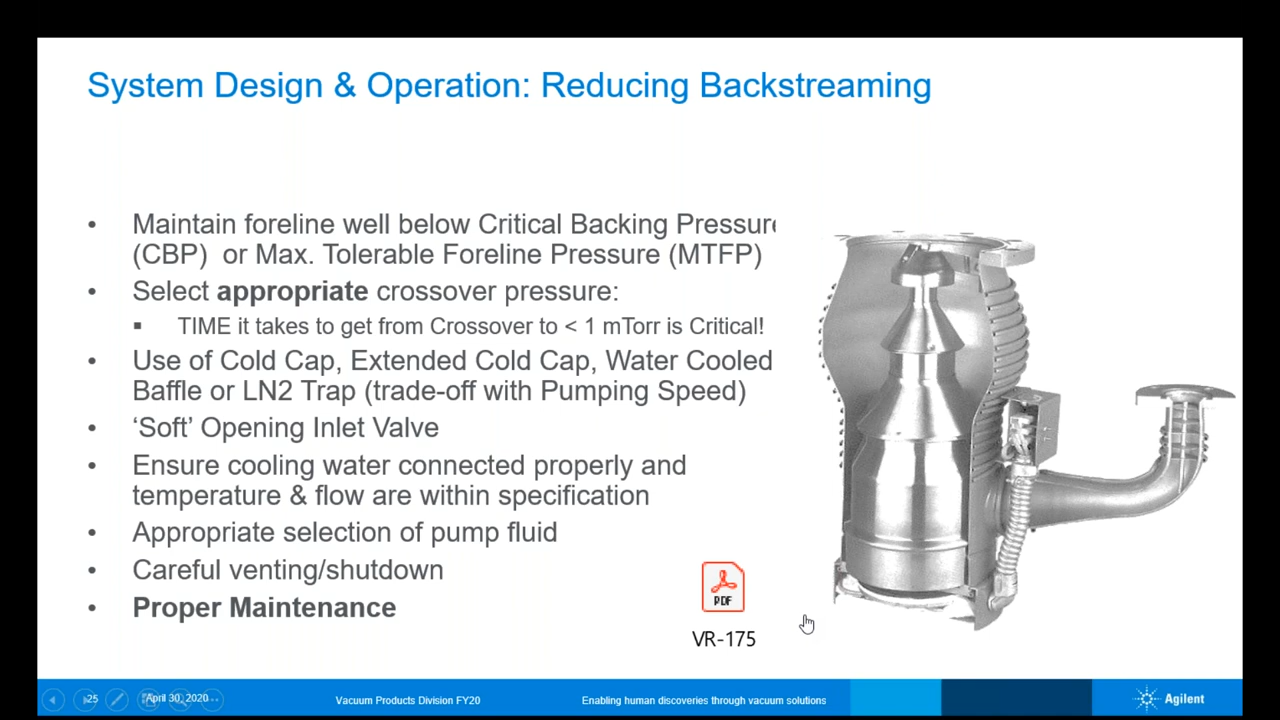 System Design & Operation: Reducing Backstreaming
• Maintain foreline well below Critical Backing Pressure
(CBP) or Max. Tolerable Foreline Pressure (MTFP)
• Select appropriate crossover pressure:
▪ TIME it takes to get from Crossover to < 1 mTorr is Critical!
• Use of Cold Cap, Extended Cold Cap, Water Cooled
Baffle or LN2 Trap (trade-off with Pumping Speed)
• ‘Soft’ Opening Inlet Valve
• Ensure cooling water connected properly and
temperature & flow are within specification
• Appropriate selection of pump fluid
• Careful venting/shutdown
• Proper Maintenance
PDF
VR-175
25
April 30, 2020
Vacuum Products Division FY20
Enabling human discoveries through vacuum solutions
Agilent